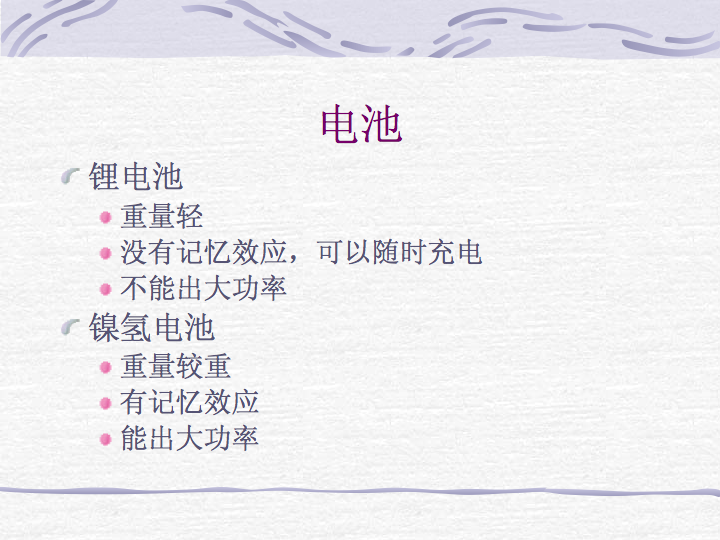 电池
锂电池
重量轻
没有记忆效应，可以随时充电
不能出大功率
镍氢电池
重量较重
有记忆效应
能出大功率